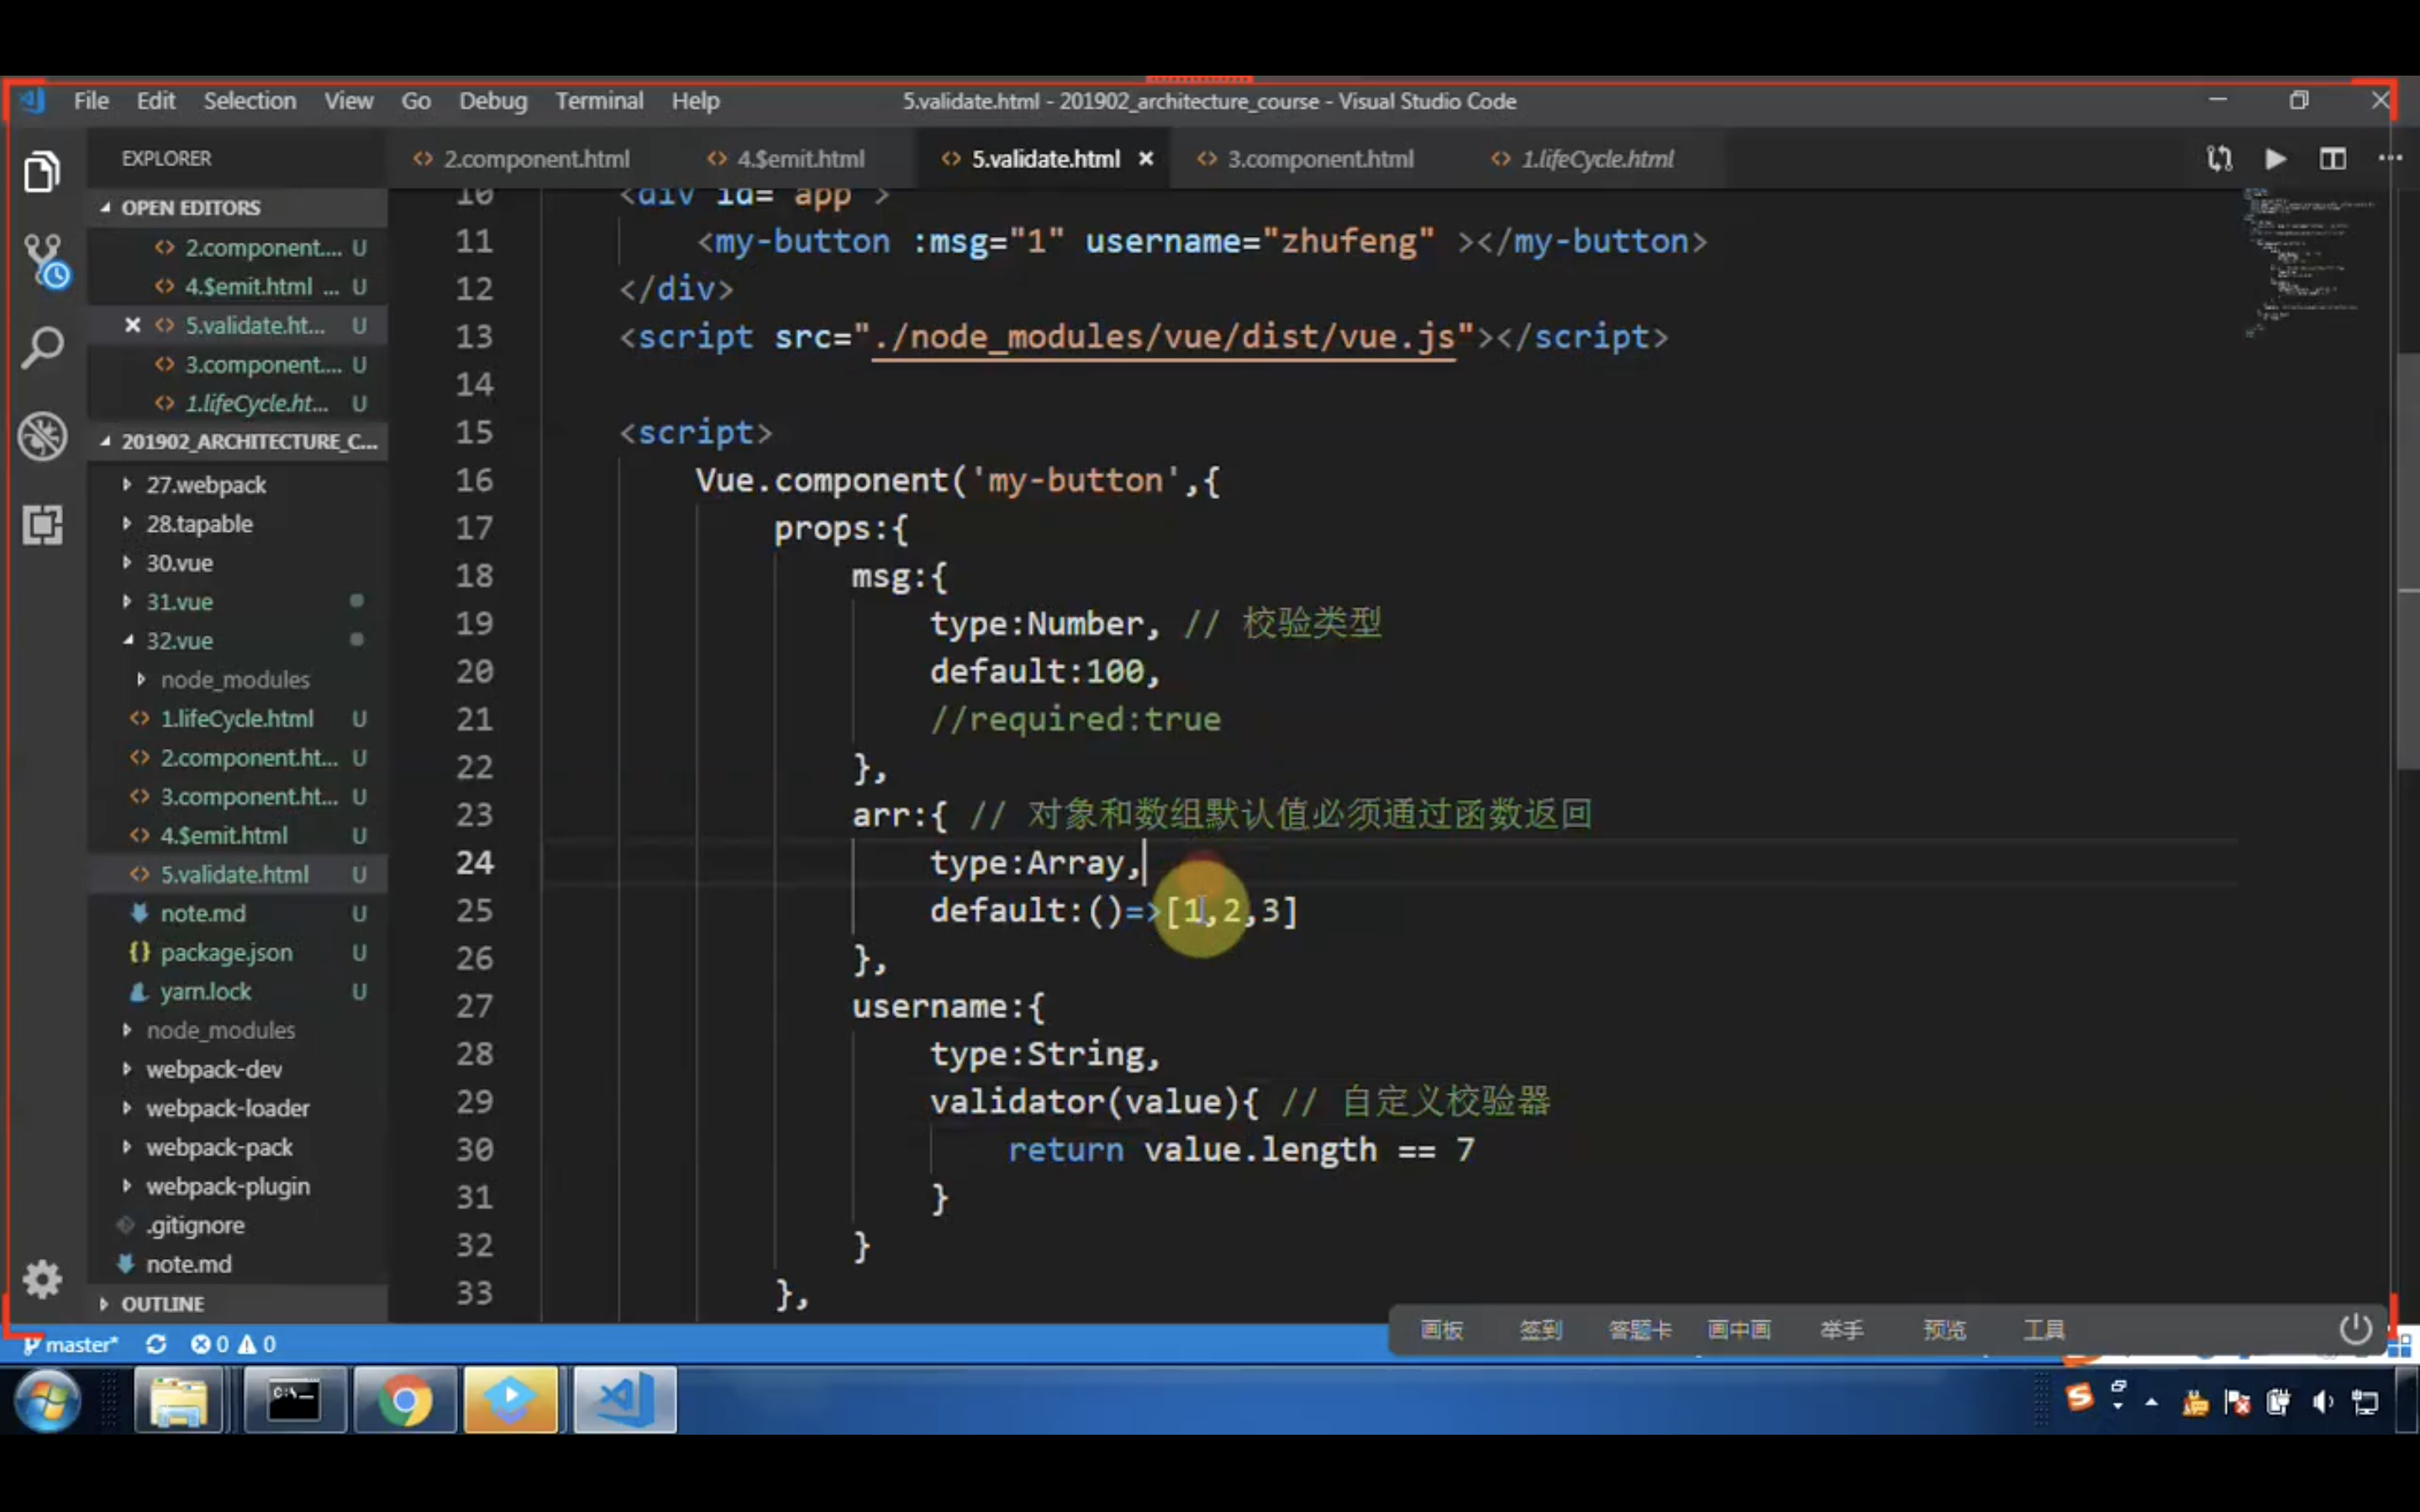 File Edit Selection View Go Debug Terminal Help 5.validate.html - 201902_architecture_course - Visual Studio Code
EXPLORER
2.component.html 4.$emit.html 5.validate.html 3.component.html 1.lifeCycle.html
OPEN EDITORS
2.component.... U
4.$emit.html ... U
5.validate.ht... U
3.component.... U
1.lifeCycle.ht... U
201902_ARCHITECTURE_C...
27.webpack
28.tapable
30.vue
31.vue
32.vue
node_modules
1.lifeCycle.html U
2.component.ht... U
3.component.ht... U
4.$emit.html U
5.validate.html U
note.md U
package.json U
yarn.lock U
node_modules
webpack-dev
webpack-loader
webpack-pack
webpack-plugin
.gitignore
note.md
OUTLINE
10 <div id="app">
11 <my-button :msg="1" username="zhufeng" ></my-button>
12 </div>
13 <script src="./node_modules/vue/dist/vue.js"></script>
14
15 <script>
16 Vue.component('my-button',{
17 props:{
18 msg:{
19 type:Number, // 校验类型
20 default:100,
21 //required:true
22 },
23 arr:{ // 对象和数组默认值必须通过函数返回
24 type:Array,
25 default:()=>[1,2,3]
26 },
27 username:{
28 type:String,
29 validator(value){ // 自定义校验器
30 return value.length == 7
31 }
32 }
33 },
画板 签到 答题卡 画中画 举手 预览 工具
master* 0 0
C:\._